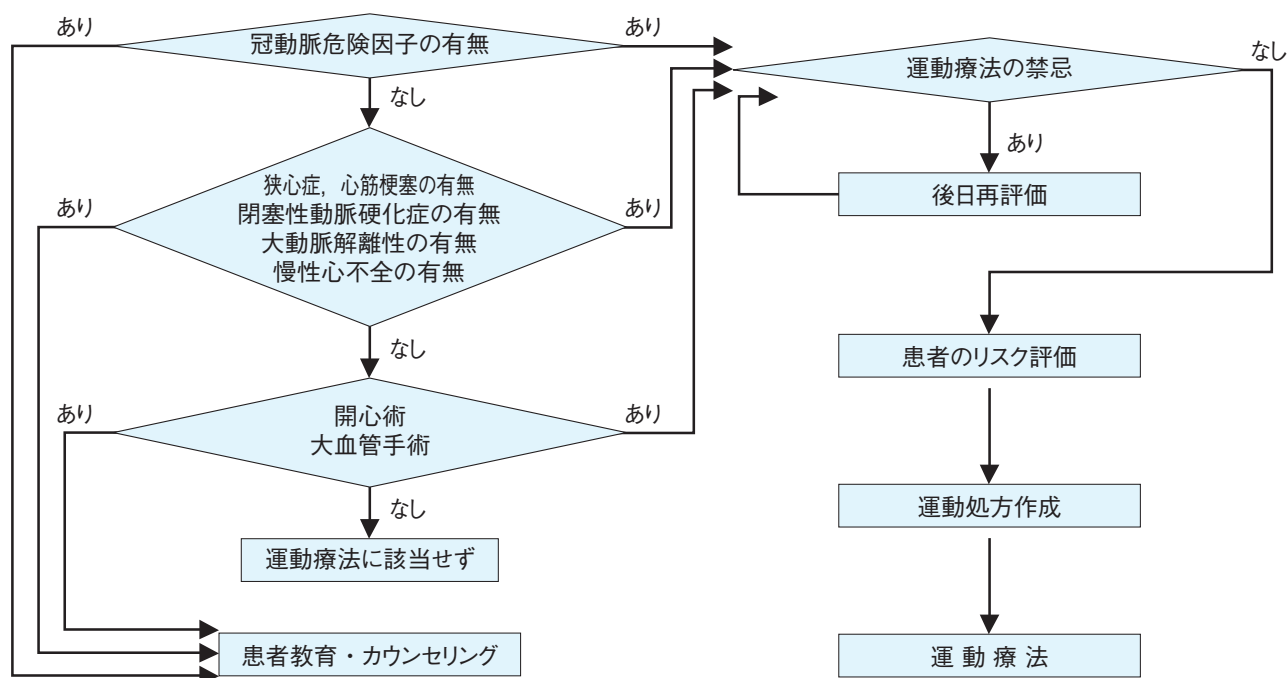 あり
冠動脈危険因子の有無
あり
なし
運動療法の禁忌
なし
あり
後日再評価
あり
狭心症，心筋梗塞の有無
閉塞性動脈硬化症の有無
大動脈解離性の有無
慢性心不全の有無
あり
なし
患者のリスク評価
あり
開心術
大血管手術
あり
なし
運動処方作成
運動療法に該当せず
患者教育・カウンセリング
運動療法